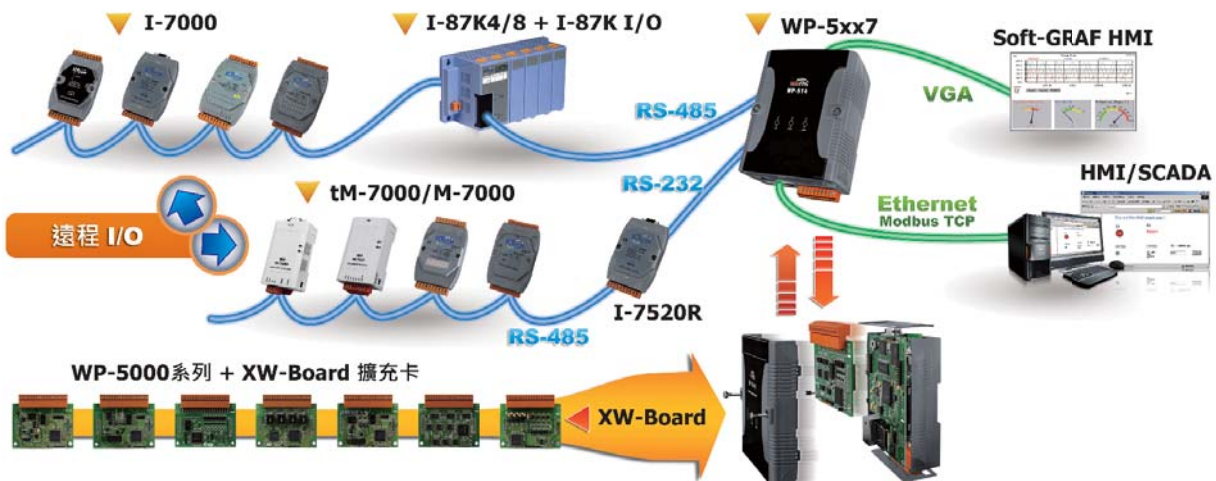 I-7000
I-87K4/8 + I-87K I/O
WP-5xx7
Soft-GRAF HMI
VGA
RS-485
WP-514
RS-232
tM-7000/M-7000
HMI/SCADA
Ethernet
Modbus TCP
遠程 I/O
I-7520R
RS-485
WP-5000系列 + XW-Board 擴充卡
XW-Board